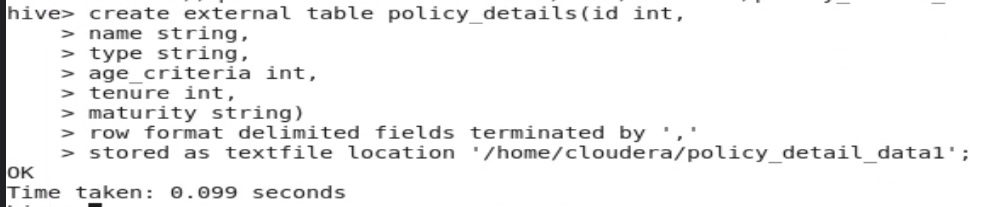 hive> create external table policy_details(id int,
    > name string,
    > type string,
    > age_criteria int,
    > tenure int,
    > maturity string)
    > row format delimited fields terminated by ','
    > stored as textfile location '/home/cloudera/policy_detail_data1';
OK
Time taken: 0.099 seconds